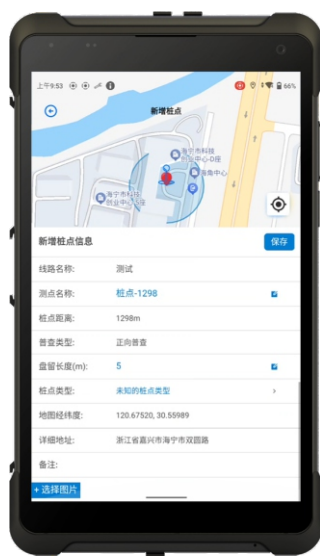 上午9:53
66%
新增桩点
海宁市科技
创业中心-D座
海角中心
海宁市科技
新增桩点信息
保存
线路名称: 测试
测点名称: 桩点-1298
桩点距离: 1298m
普查类型: 正向普查
盘留长度(m): 5
桩点类型: 未知的桩点类型
地图经纬度: 120.67520, 30.55989
详细地址: 浙江省嘉兴市海宁市双圆路
备注:
+ 选择图片